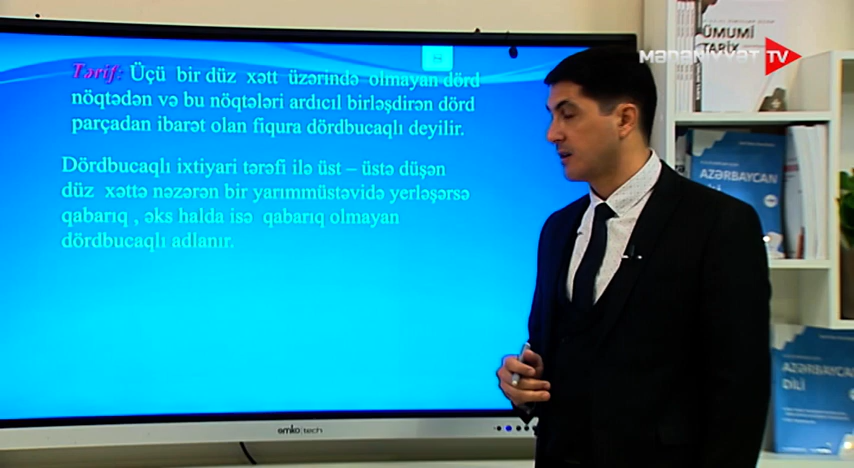 Tərif: Üçü bir düz xətt üzərində olmayan dörd
nöqtədən və bu nöqtələri ardıcıl birləşdirən dörd
parçadan ibarət olan fiqura dördbucaqlı deyilir.
Dördbucaqlı ixtiyari tərəfi ilə üst – üstə düşən
düz xəttə nəzərən bir yarımmüstəvidə yerləşərsə
qabarıq , əks halda isə qabarıq olmayan
dördbucaqlı adlanır.
emko|tech
MƏDƏNİYYƏT TV
ÜMUMİ
TARİX
AZƏRBAYCAN
DİLİ
AZƏRBAYCAN
DİLİ